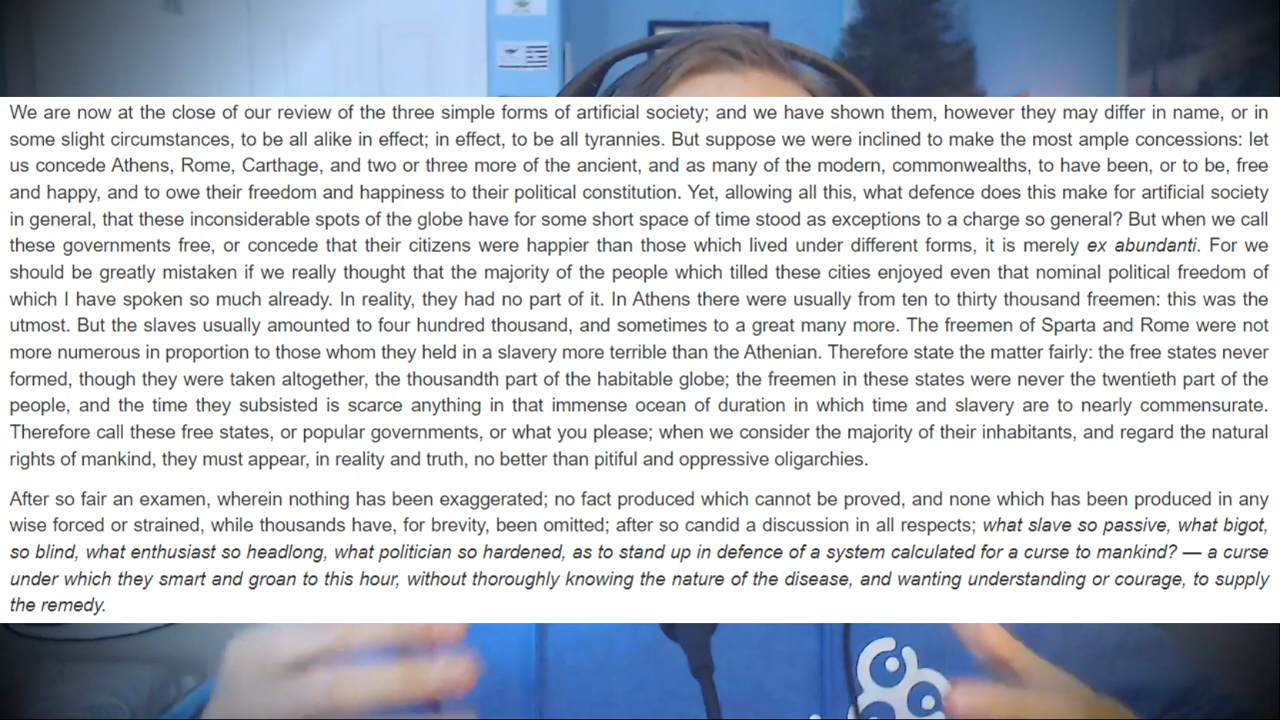 We are now at the close of our review of the three simple forms of artificial society; and we have shown them, however they may differ in name, or in
some slight circumstances, to be all alike in effect; in effect, to be all tyrannies. But suppose we were inclined to make the most ample concessions: let
us concede Athens, Rome, Carthage, and two or three more of the ancient, and as many of the modern, commonwealths, to have been, or to be, free
and happy, and to owe their freedom and happiness to their political constitution. Yet, allowing all this, what defence does this make for artificial society
in general, that these inconsiderable spots of the globe have for some short space of time stood as exceptions to a charge so general? But when we call
these governments free, or concede that their citizens were happier than those which lived under different forms, it is merely ex abundanti. For we
should be greatly mistaken if we really thought that the majority of the people which tilled these cities enjoyed even that nominal political freedom of
which I have spoken so much already. In reality, they had no part of it. In Athens there were usually from ten to thirty thousand freemen: this was the
utmost. But the slaves usually amounted to four hundred thousand, and sometimes to a great many more. The freemen of Sparta and Rome were not
more numerous in proportion to those whom they held in a slavery more terrible than the Athenian. Therefore state the matter fairly: the free states never
formed, though they were taken altogether, the thousandth part of the habitable globe; the freemen in these states were never the twentieth part of the
people, and the time they subsisted is scarce anything in that immense ocean of duration in which time and slavery are to nearly commensurate.
Therefore call these free states, or popular governments, or what you please; when we consider the majority of their inhabitants, and regard the natural
rights of mankind, they must appear, in reality and truth, no better than pitiful and oppressive oligarchies.
After so fair an examen, wherein nothing has been exaggerated; no fact produced which cannot be proved, and none which has been produced in any
wise forced or strained, while thousands have, for brevity, been omitted; after so candid a discussion in all respects; what slave so passive, what bigot,
so blind, what enthusiast so headlong, what politician so hardened, as to stand up in defence of a system calculated for a curse to mankind? — a curse
under which they smart and groan to this hour, without thoroughly knowing the nature of the disease, and wanting understanding or courage, to supply
the remedy.